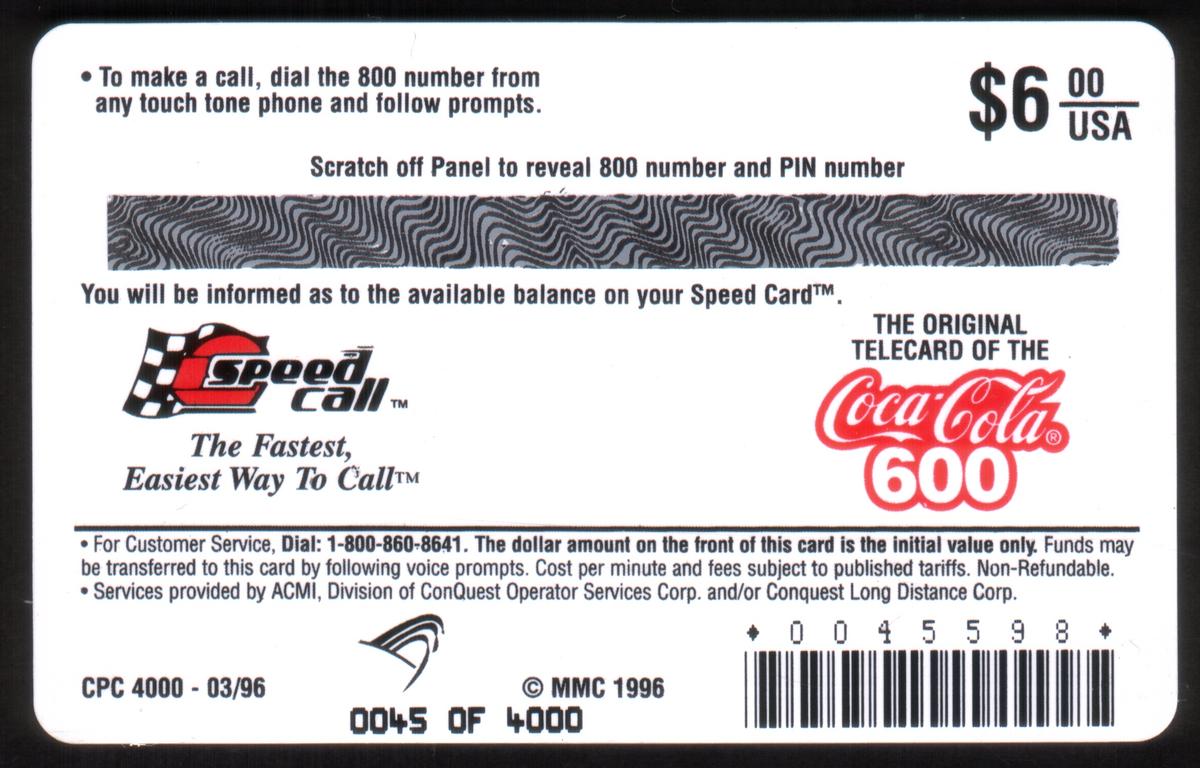 • To make a call, dial the 800 number from
any touch tone phone and follow prompts.
$6 00
USA
Scratch off Panel to reveal 800 number and PIN number
You will be informed as to the available balance on your Speed Card™.
speed
call™
The Fastest,
Easiest Way To Call™
THE ORIGINAL
TELECARD OF THE
Coca-Cola®
600
• For Customer Service, Dial: 1-800-860-8641. The dollar amount on the front of this card is the initial value only. Funds may
be transferred to this card by following voice prompts. Cost per minute and fees subject to published tariffs. Non-Refundable.
• Services provided by ACMI, Division of ConQuest Operator Services Corp. and/or Conquest Long Distance Corp.
♦ 0 0 4 5 5 9 8 ♦
CPC 4000 - 03/96
© MMC 1996
0045 OF 4000